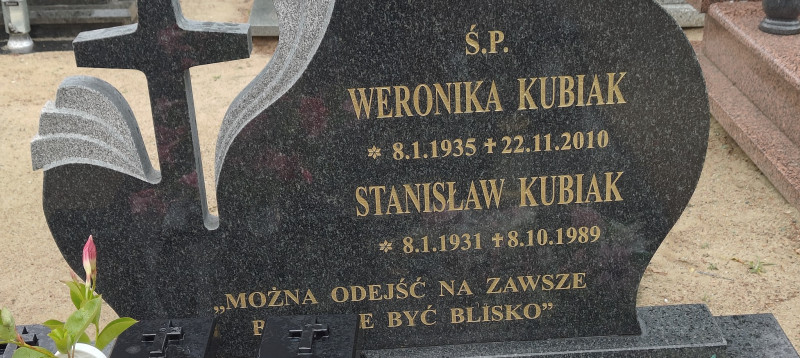 Ś.P.
WERONIKA KUBIAK
✲ 8.1.1935 ✝ 22.11.2010
STANISŁAW KUBIAK
✲ 8.1.1931 ✝ 8.10.1989
„MOŻNA ODEJŚĆ NA ZAWSZE
BYĆ BLISKO”